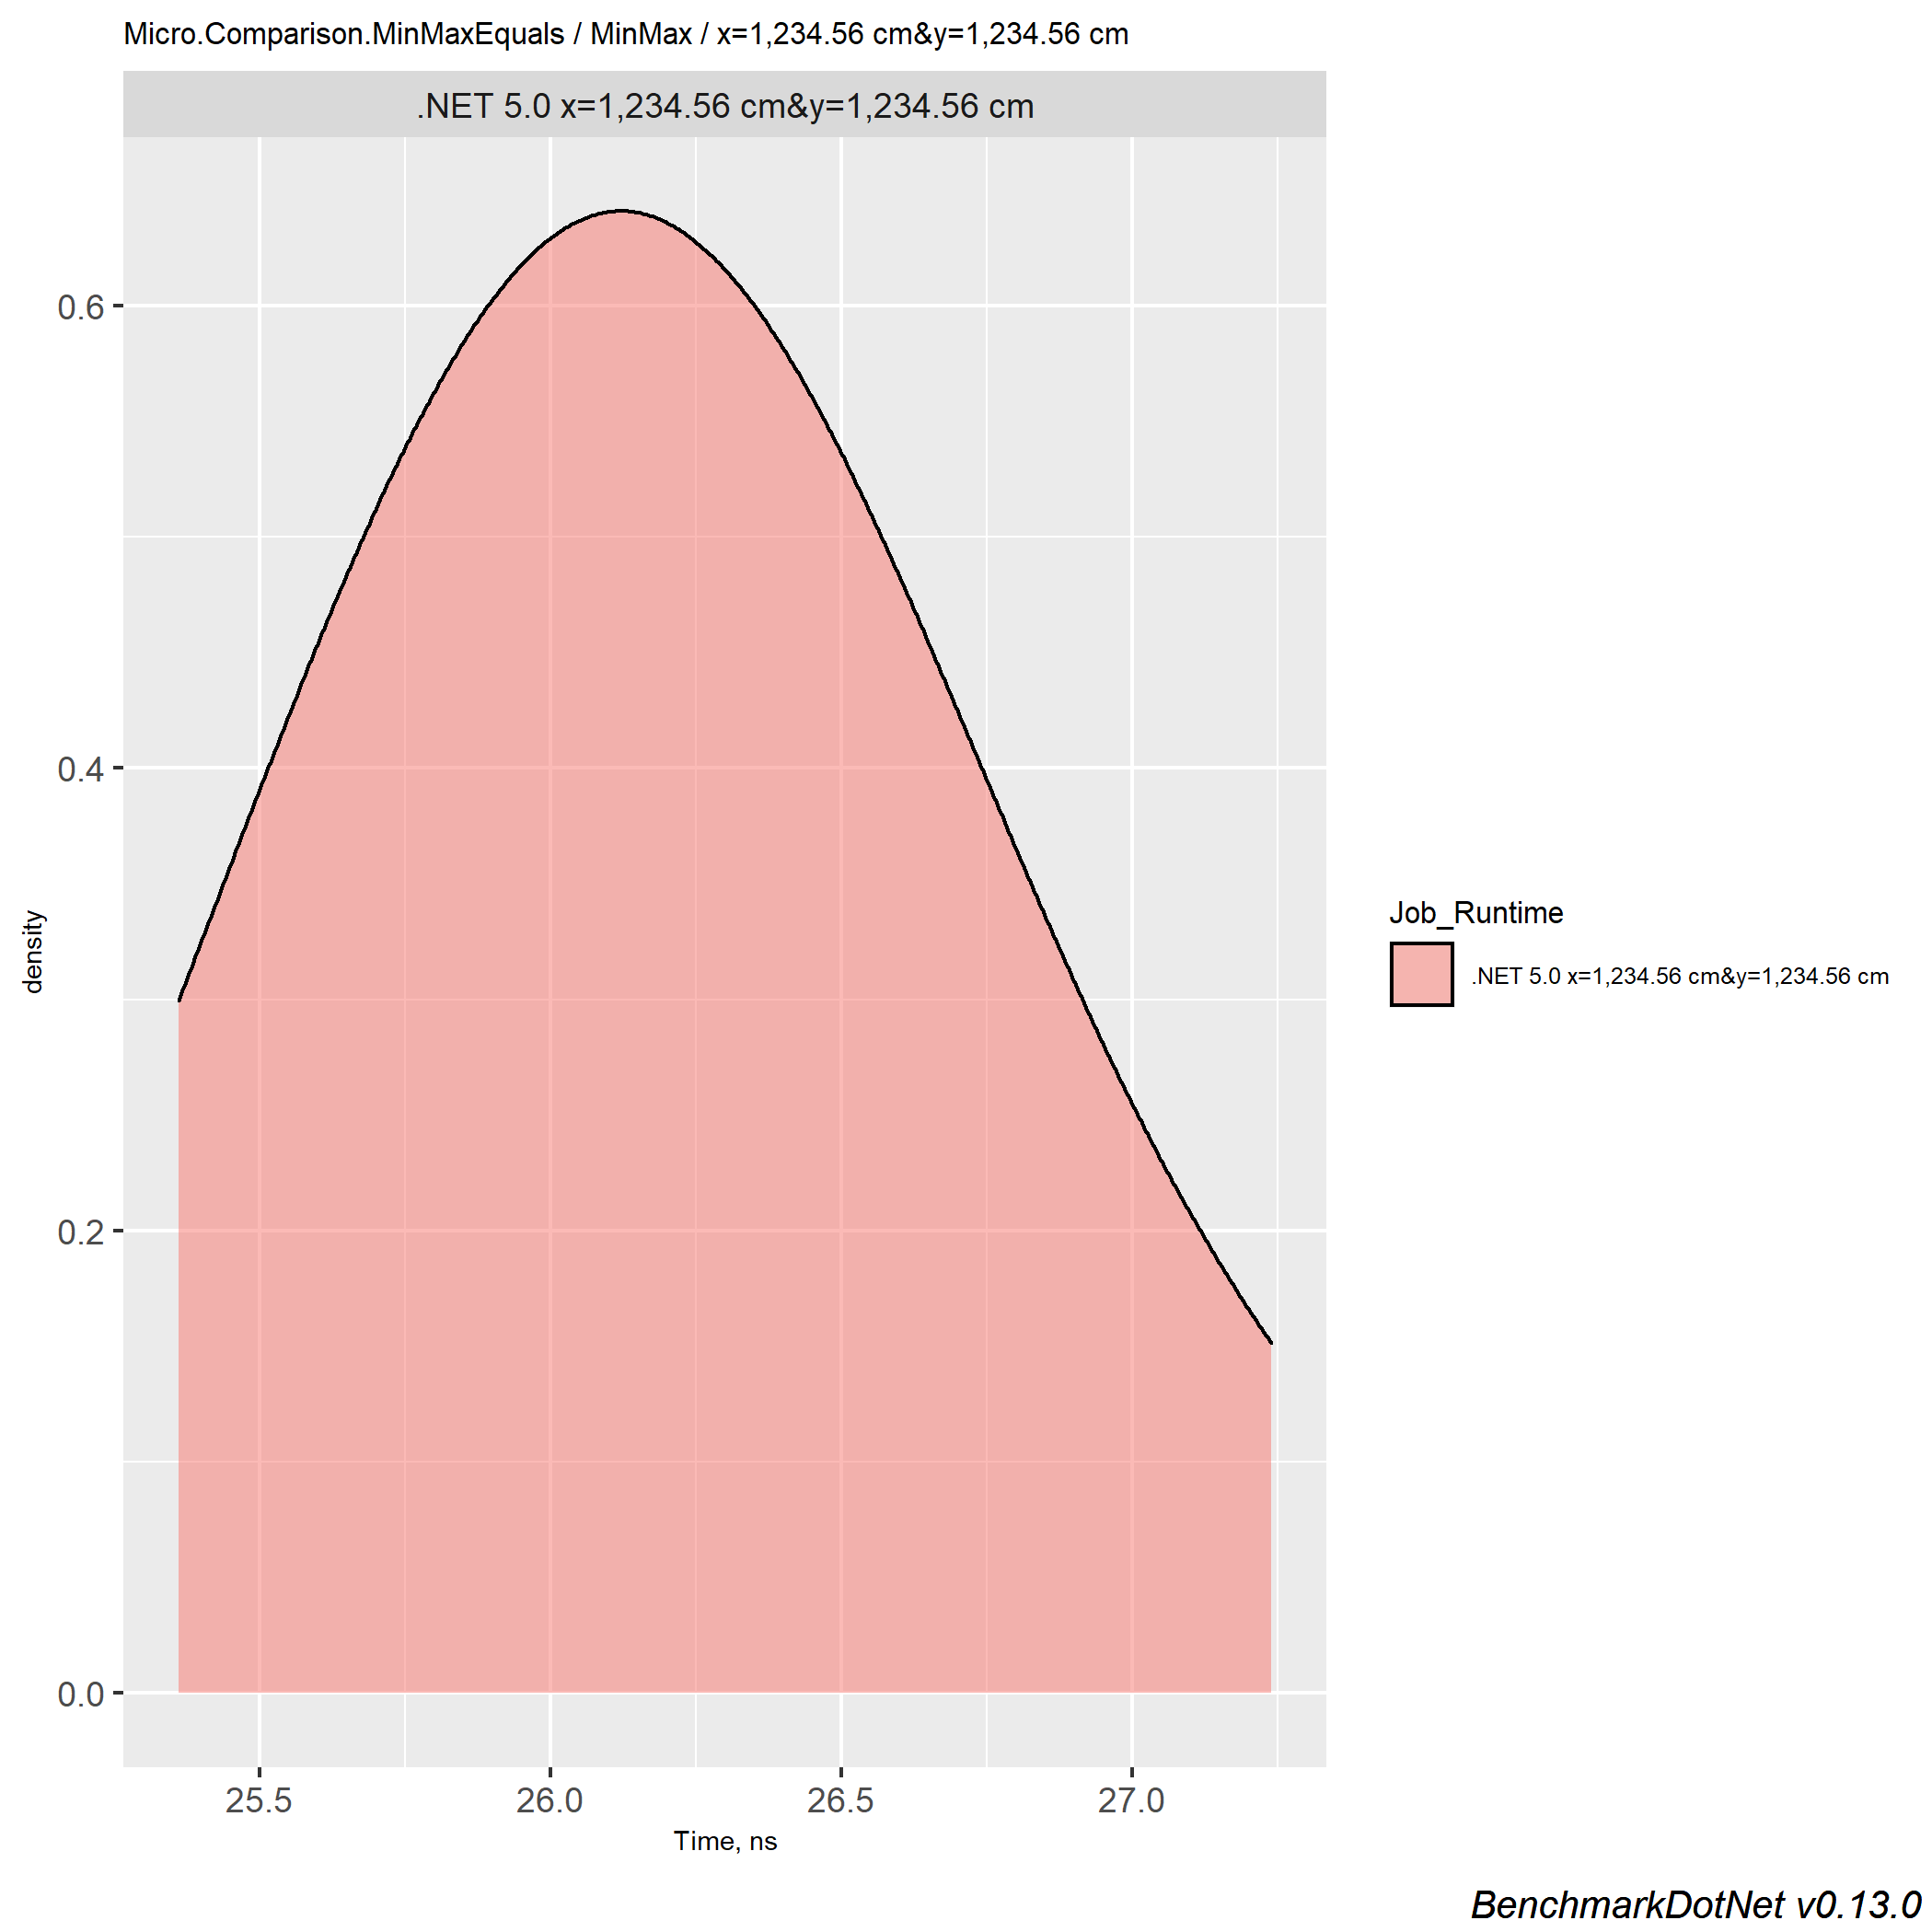 Micro.Comparison.MinMaxEquals / MinMax / x=1,234.56 cm&y=1,234.56 cm
.NET 5.0 x=1,234.56 cm&y=1,234.56 cm
0.6
0.4
0.2
0.0
density
25.5 26.0 26.5 27.0
Time, ns
Job_Runtime
.NET 5.0 x=1,234.56 cm&y=1,234.56 cm
BenchmarkDotNet v0.13.0